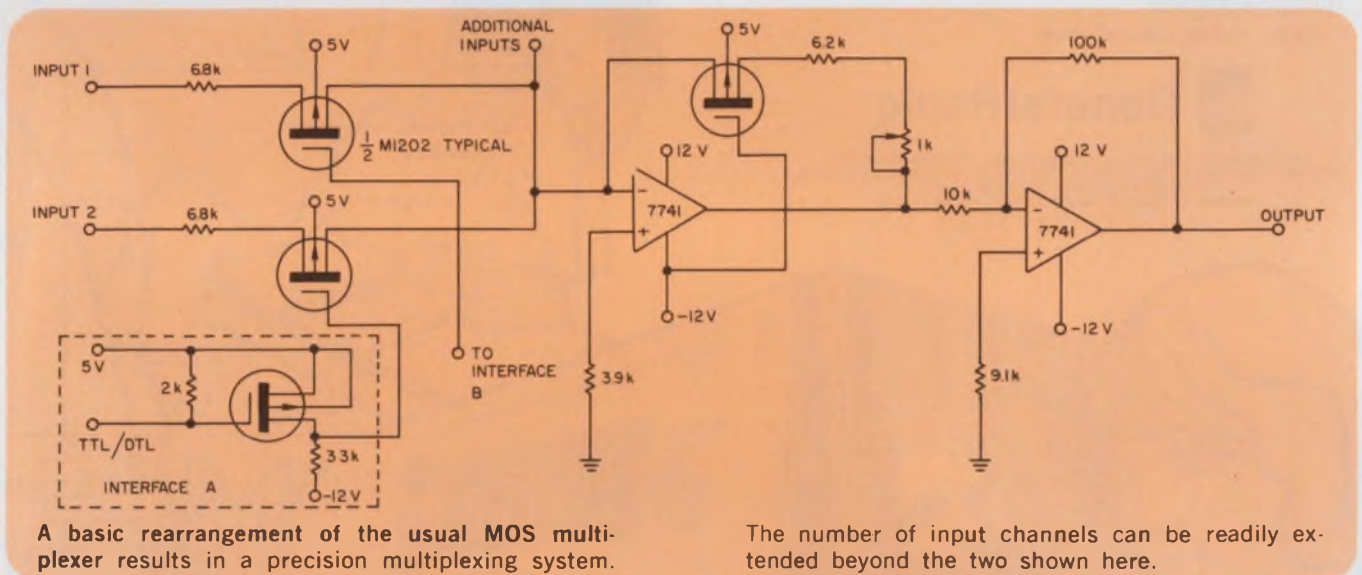 ADDITIONAL
INPUTS
5V
5V
INPUT 1
6.8k
6.2k
100k
1/2 M1202 TYPICAL
12 V
1k
12 V
INPUT 2
6.8k
5V
10k
7741
7741
OUTPUT
-12 V
-12 V
5V
2k
TO
INTERFACE
B
3.9k
9.1k
TTL/DTL
33k
INTERFACE A
-12V
A basic rearrangement of the usual MOS multi-
plexer results in a precision multiplexing system.
The number of input channels can be readily ex-
tended beyond the two shown here.